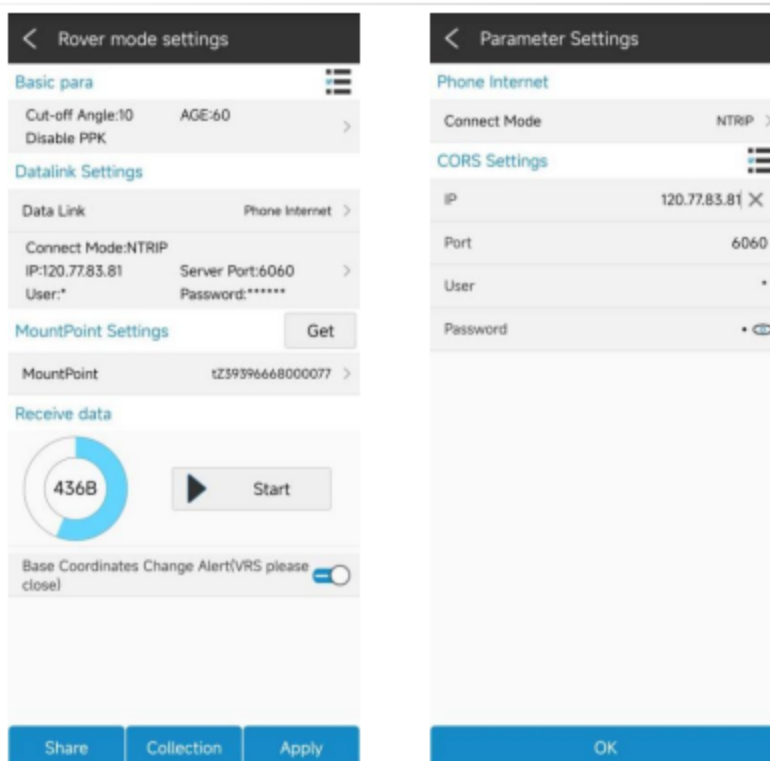 Rover mode settings
Basic para
Cut-off Angle:10 AGE:60
Disable PPK
Datalink Settings
Data Link Phone Internet
Connect Mode:NTRIP
IP:120.77.83.81 Server Port:6060
User:* Password:******
MountPoint Settings Get
MountPoint tZ39396668000077
Receive data
436B Start
Base Coordinates Change Alert(VRS please
close)
Share Collection Apply
Parameter Settings
Phone Internet
Connect Mode NTRIP
CORS Settings
IP 120.77.83.81
Port 6060
User *
Password •
OK